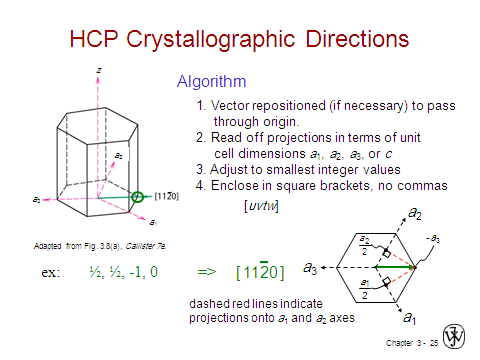 HCP Crystallographic Directions
Algorithm
1. Vector repositioned (if necessary) to pass
through origin.
2. Read off projections in terms of unit
cell dimensions a₁, a₂, a₃, or c
3. Adjust to smallest integer values
4. Enclose in square brackets, no commas
[uvtw]
z
a₂
a₃
a₁
[112̅0]
Adapted from Fig. 3.8(a), Callister 7e.
ex: ½, ½, -1, 0 => [112̅0]
dashed red lines indicate
projections onto a₁ and a₂ axes
a₂
-a₃
a₂
2
a₃
a₁
2
a₁
Chapter 3 - 25